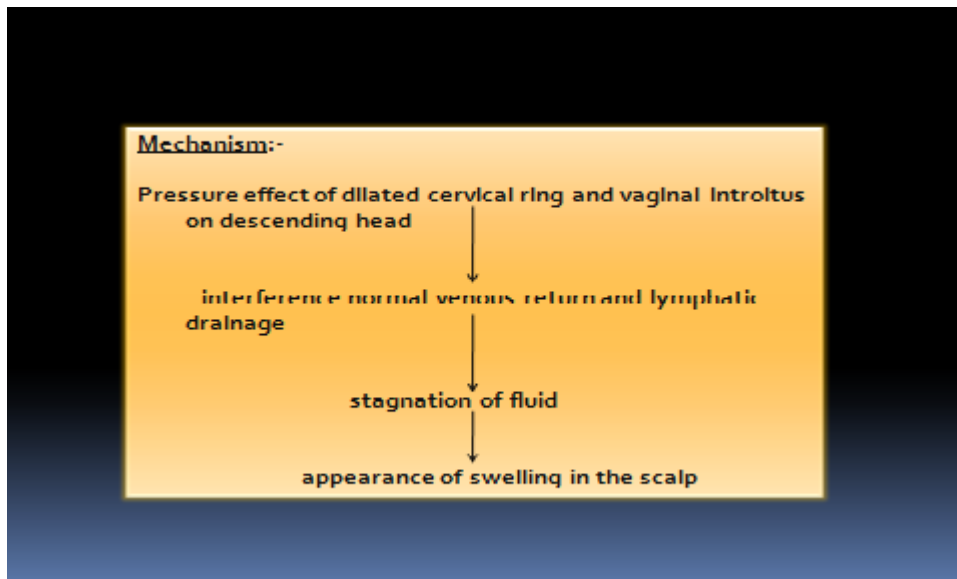 Mechanism:-
Pressure effect of dilated cervical ring and vaginal introitus
on descending head
interference normal venous return and lymphatic
drainage
stagnation of fluid
appearance of swelling in the scalp